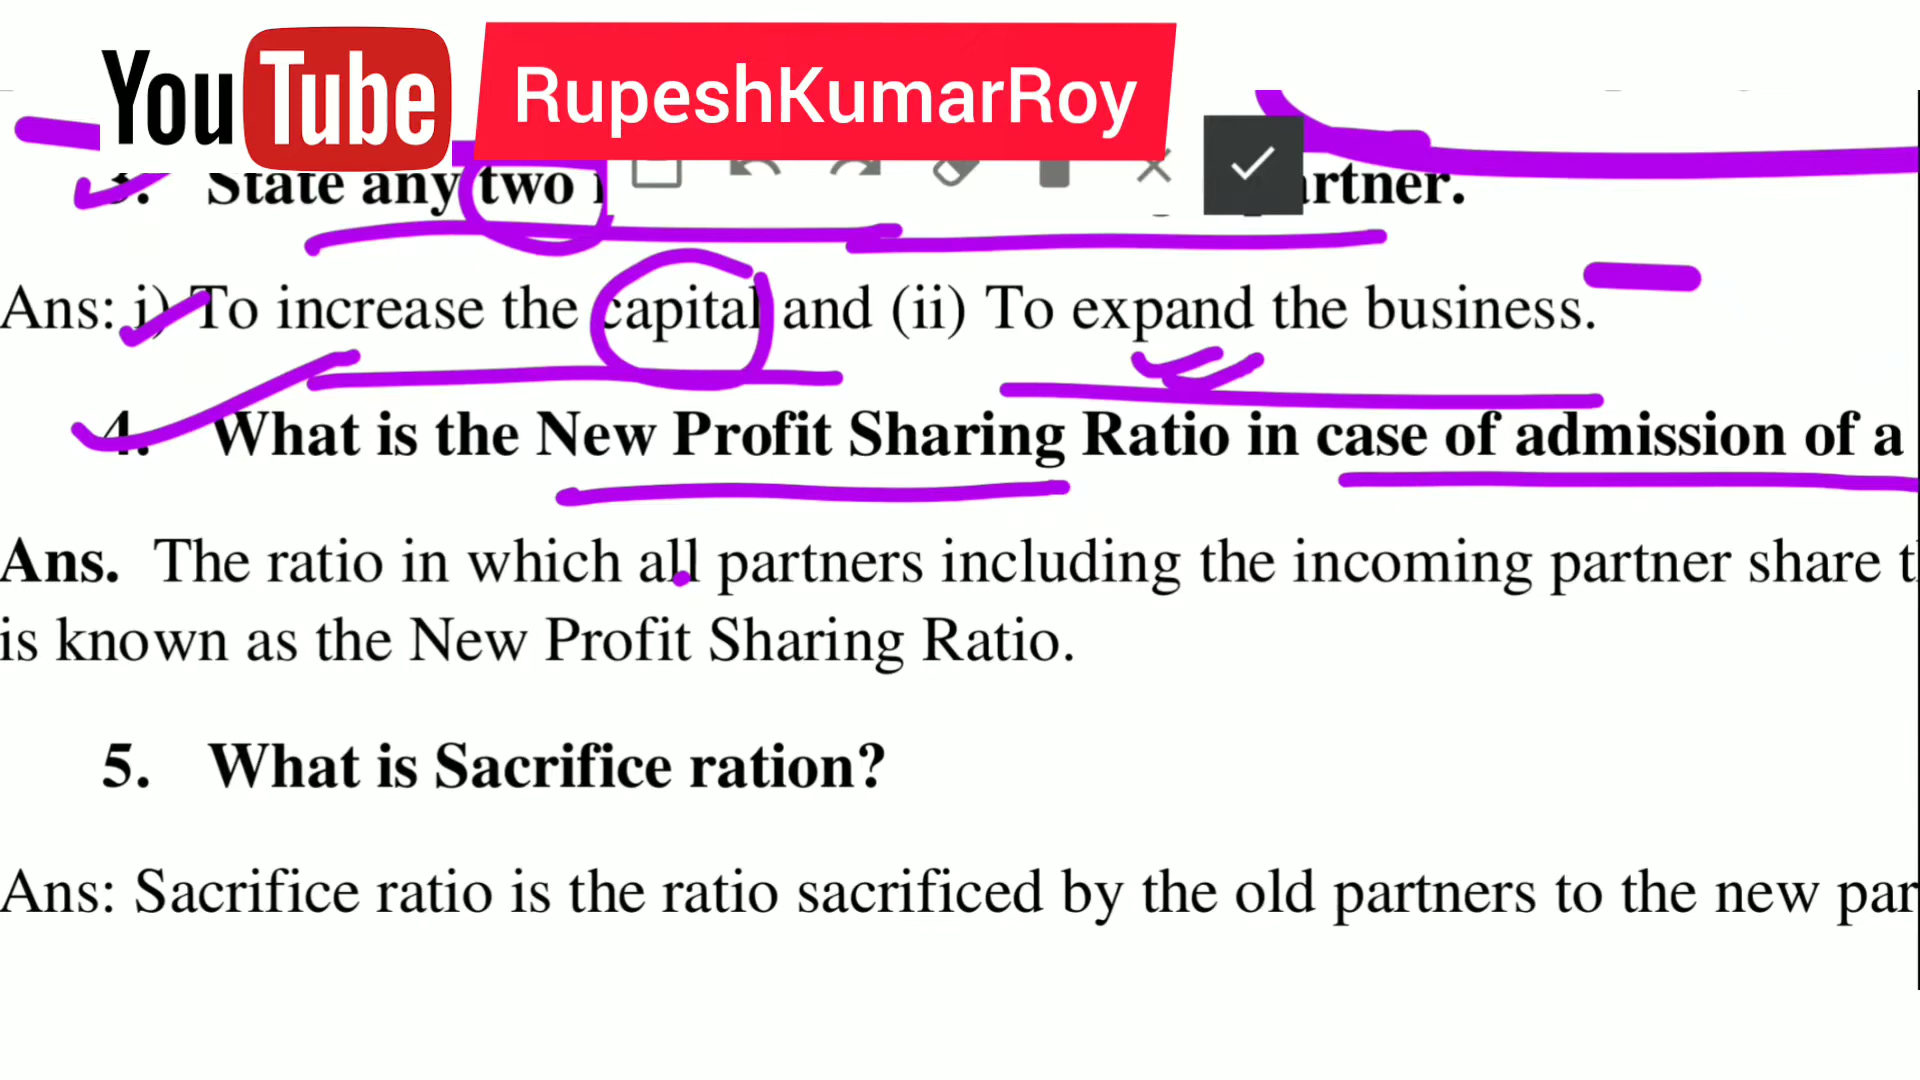 YouTube RupeshKumarRoy
3. State any two artner.
Ans: i) To increase the capital and (ii) To expand the business.
4. What is the New Profit Sharing Ratio in case of admission of a
Ans. The ratio in which all partners including the incoming partner share t
is known as the New Profit Sharing Ratio.
5. What is Sacrifice ration?
Ans: Sacrifice ratio is the ratio sacrificed by the old partners to the new par